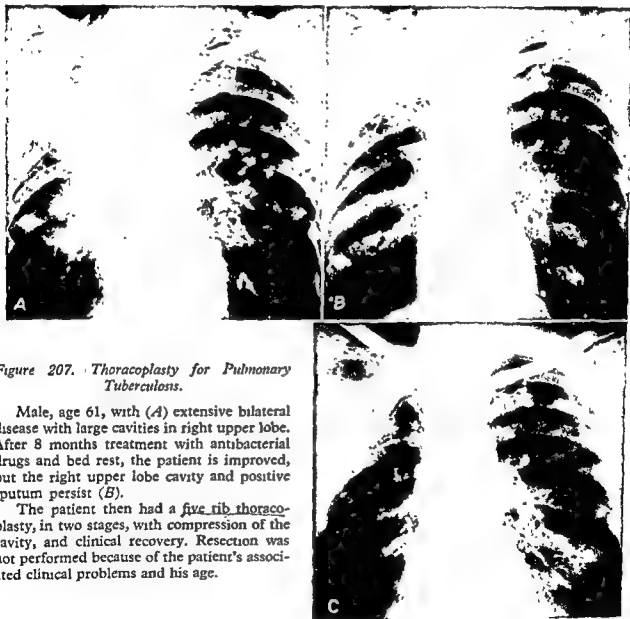 A
B
Figure 207. Thoracoplasty for Pulmonary
Tuberculosis.
Male, age 61, with (A) extensive bilateral
disease with large cavities in right upper lobe.
After 8 months treatment with antibacterial
drugs and bed rest, the patient is improved,
but the right upper lobe cavity and positive
sputum persist (B).
The patient then had a five rib thoraco-
plasty, in two stages, with compression of the
cavity, and clinical recovery. Resection was
not performed because of the patient's associ-
ated clinical problems and his age.
C